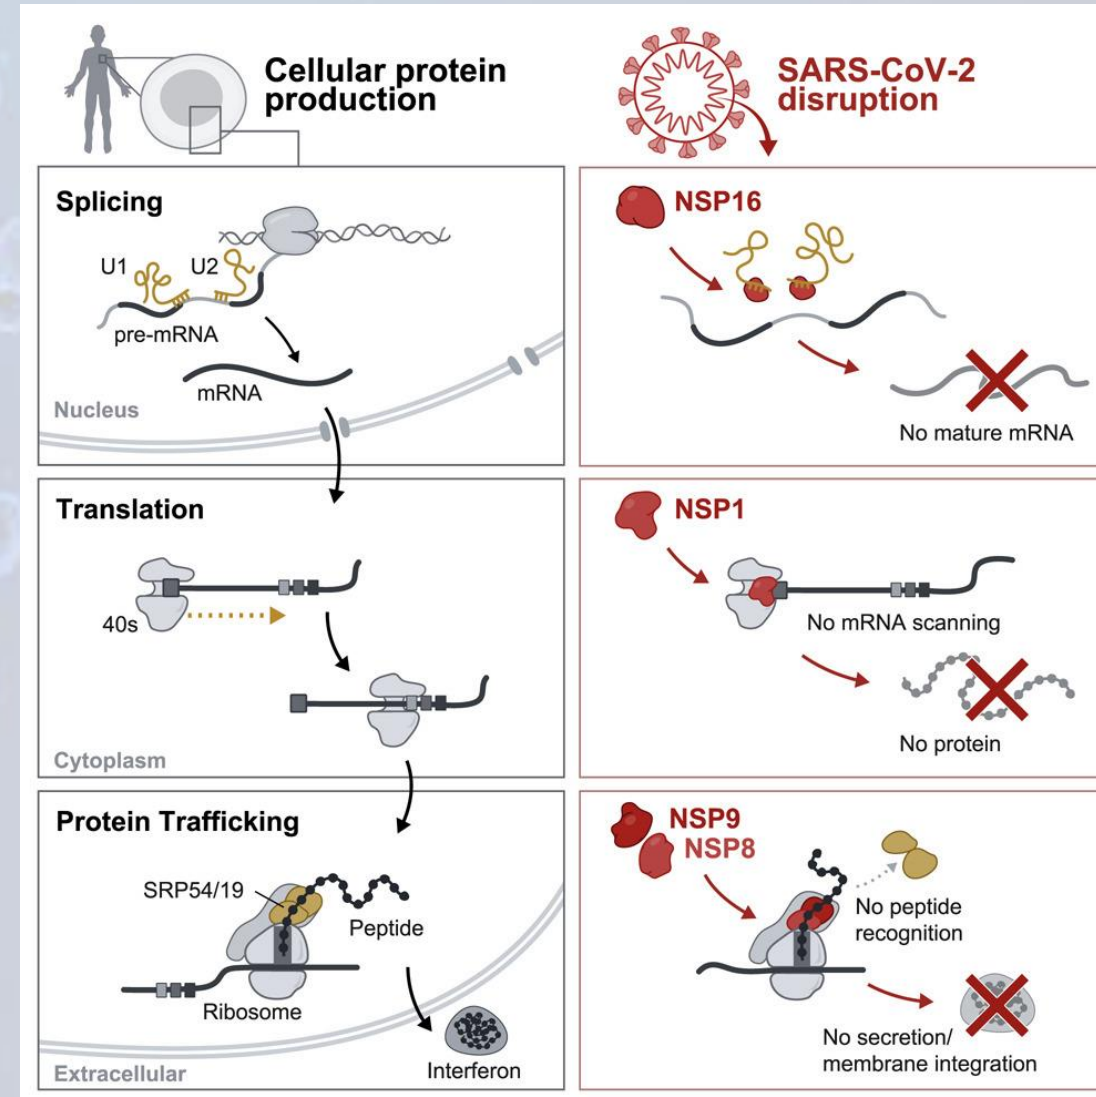 Cellular protein
production
SARS-CoV-2
disruption
Splicing
U1
U2
pre-mRNA
mRNA
Nucleus
NSP16
No mature mRNA
Translation
40s
Cytoplasm
NSP1
No mRNA scanning
No protein
Protein Trafficking
SRP54/19
Peptide
Ribosome
Interferon
Extracellular
NSP9
NSP8
No peptide
recognition
No secretion/
membrane integration